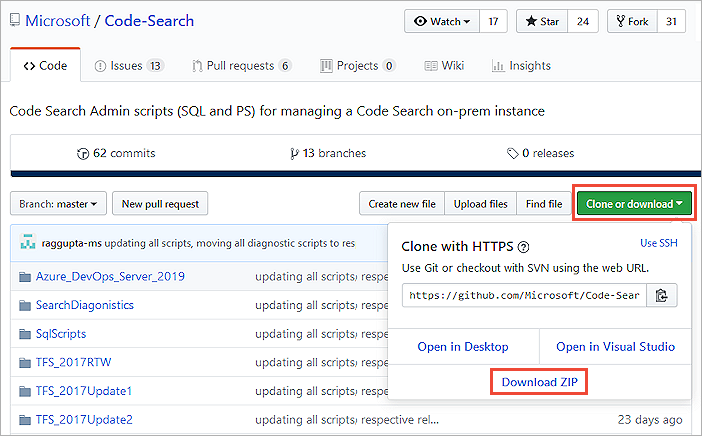 Microsoft / Code-Search
Watch 17 Star 24 Fork 31
Code Issues 13 Pull requests 6 Projects 0 Wiki Insights
Code Search Admin scripts (SQL and PS) for managing a Code Search on-prem instance
62 commits 13 branches 0 releases
Branch: master New pull request Create new file Upload files Find file Clone or download
raggupta-ms updating all scripts, moving all diagnostic scripts to res
Clone with HTTPS ? Use SSH
Use Git or checkout with SVN using the web URL.
https://github.com/Microsoft/Code-Sear
Open in Desktop Open in Visual Studio
Download ZIP
Azure_DevOps_Server_2019 updating all scripts/ respective
SearchDiagonistics updating all scripts/ respective
SqlScripts updating all scripts/ respective
TFS_2017RTW updating all scripts/ respective
TFS_2017Update1 updating all scripts/ respective
TFS_2017Update2 updating all scripts/ respective rel... 23 days ago